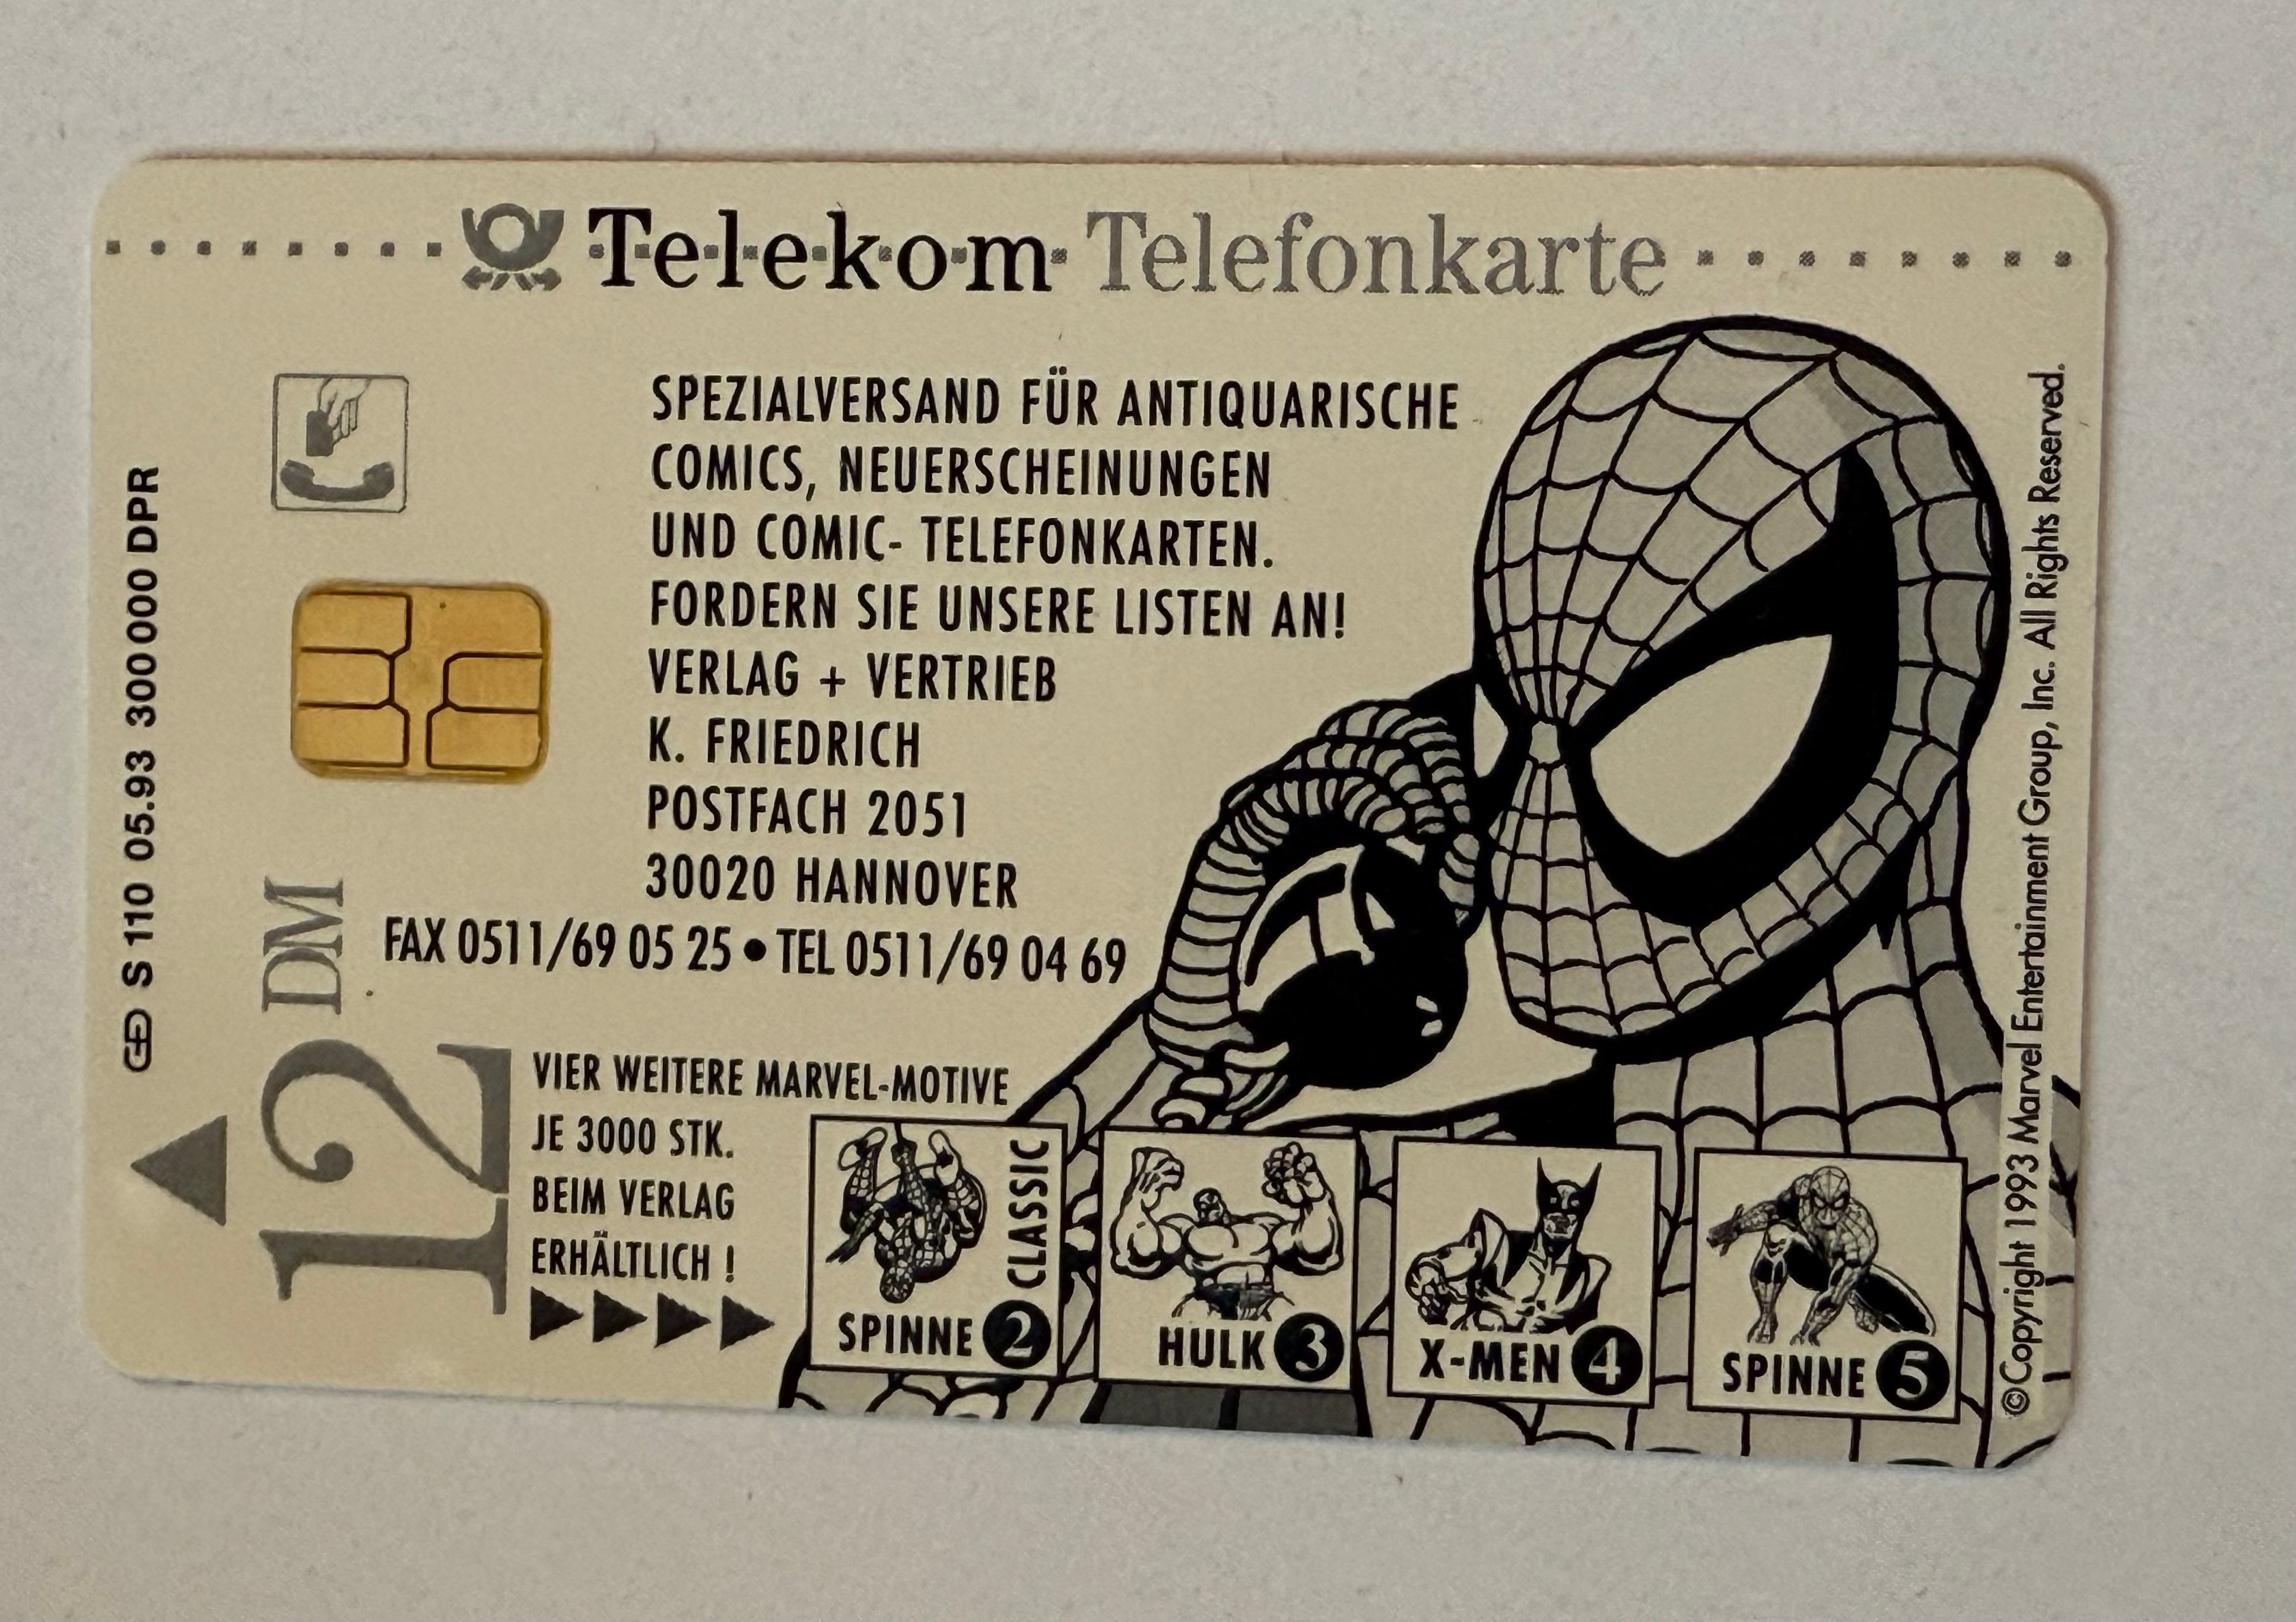 Telekom Telefonkarte
SPEZIALVERSAND FÜR ANTIQUARISCHE
COMICS, NEUERSCHEINUNGEN
UND COMIC- TELEFONKARTEN.
FORDERN SIE UNSERE LISTEN AN!
VERLAG + VERTRIEB
K. FRIEDRICH
POSTFACH 2051
30020 HANNOVER
FAX 0511/69 05 25 • TEL 0511/69 04 69
VIER WEITERE MARVEL-MOTIVE
JE 3000 STK.
BEIM VERLAG
ERHÄLTLICH !
CLASSIC
SPINNE 2
HULK 3
X-MEN 4
SPINNE 5
12 DM
S 110 05.93 300 000 DPR
©Copyright 1993 Marvel Entertainment Group, Inc. All Rights Reserved.